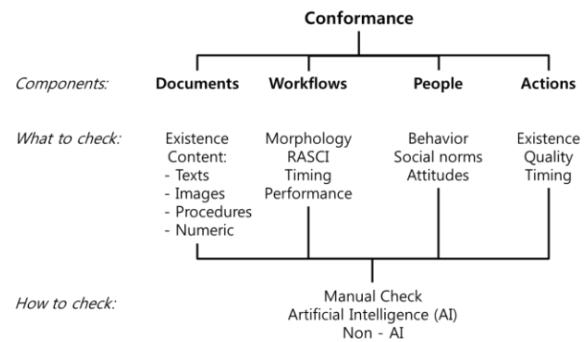 Conformance
Components: Documents Workflows People Actions
What to check: Existence Morphology Behavior Existence
Content: RASCI Social norms Quality
- Texts Timing Attitudes Timing
- Images Performance
- Procedures
- Numeric
How to check: Manual Check
Artificial Intelligence (AI)
Non - AI